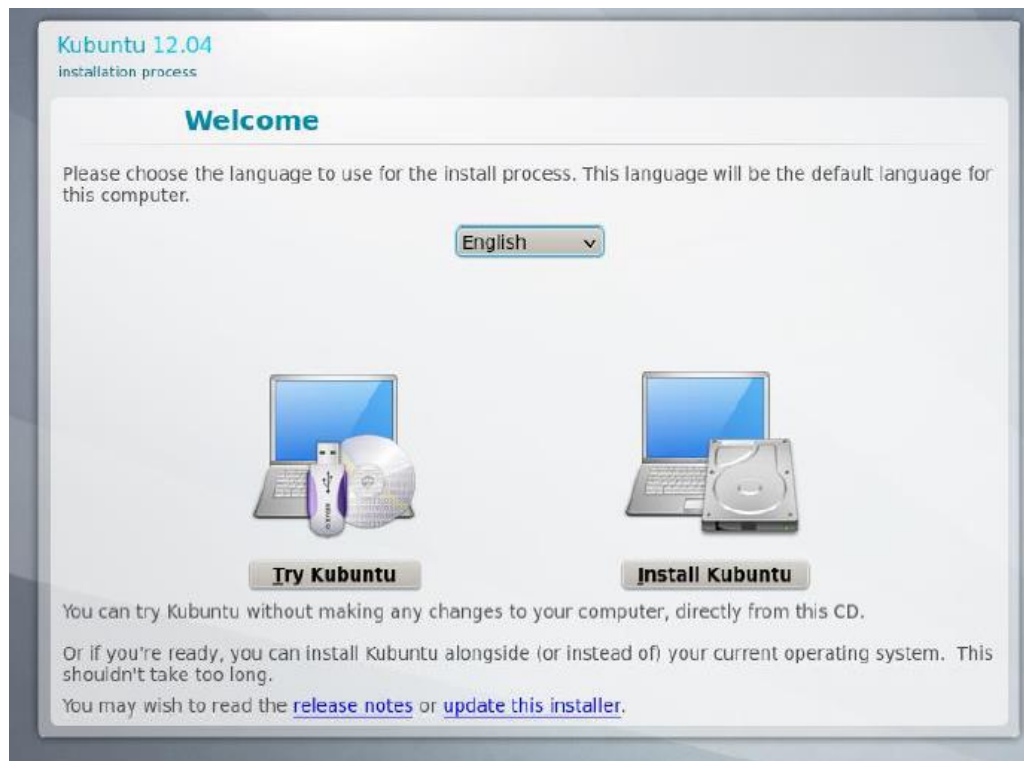 Kubuntu 12.04
installation process
Welcome
Please choose the language to use for the install process. This language will be the default language for
this computer.
English
Try Kubuntu
Install Kubuntu
You can try Kubuntu without making any changes to your computer, directly from this CD.
Or if you're ready, you can install Kubuntu alongside (or instead of) your current operating system. This
shouldn't take too long.
You may wish to read the release notes or update this installer.